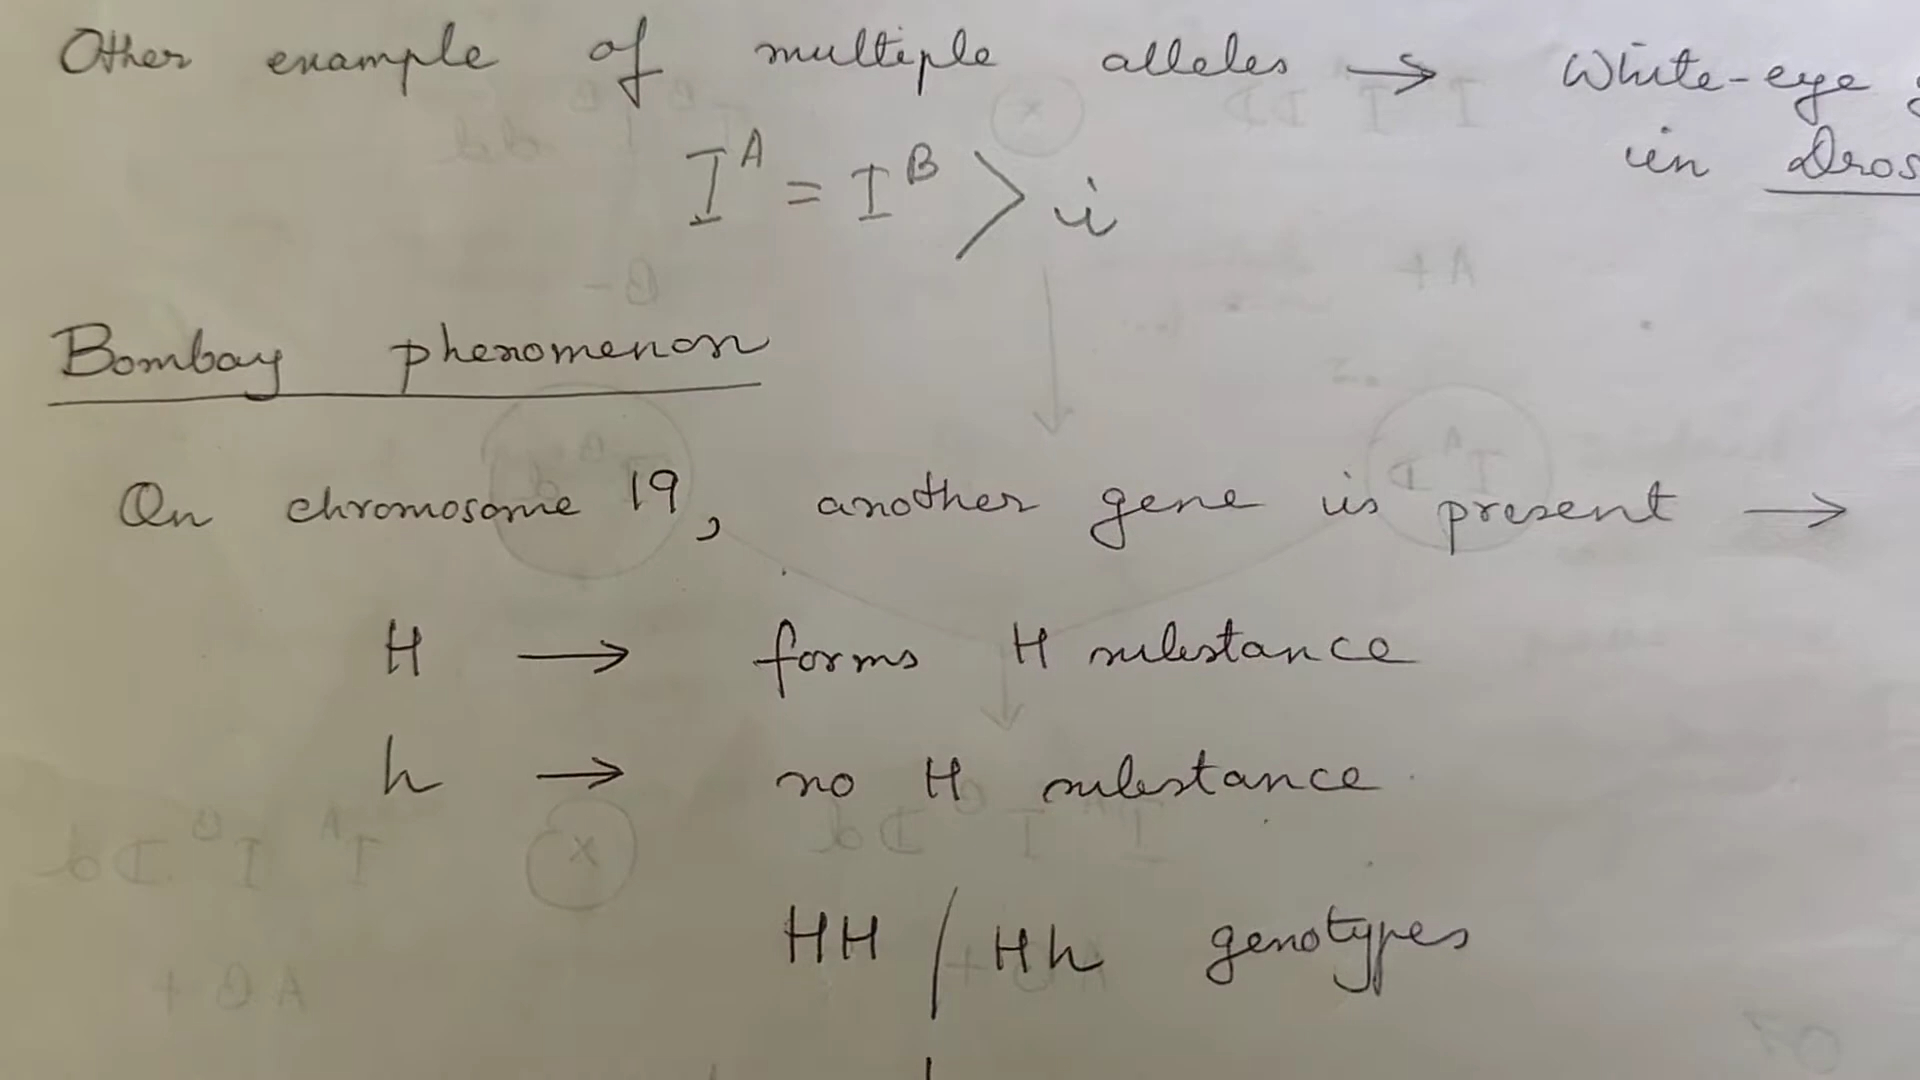 Other example of multiple alleles → White-eye
in Dros
I^A = I^B > i
Bombay phenomenon
On chromosome 19, another gene is present →
H → forms H substance
h → no H substance
HH / Hh genotypes